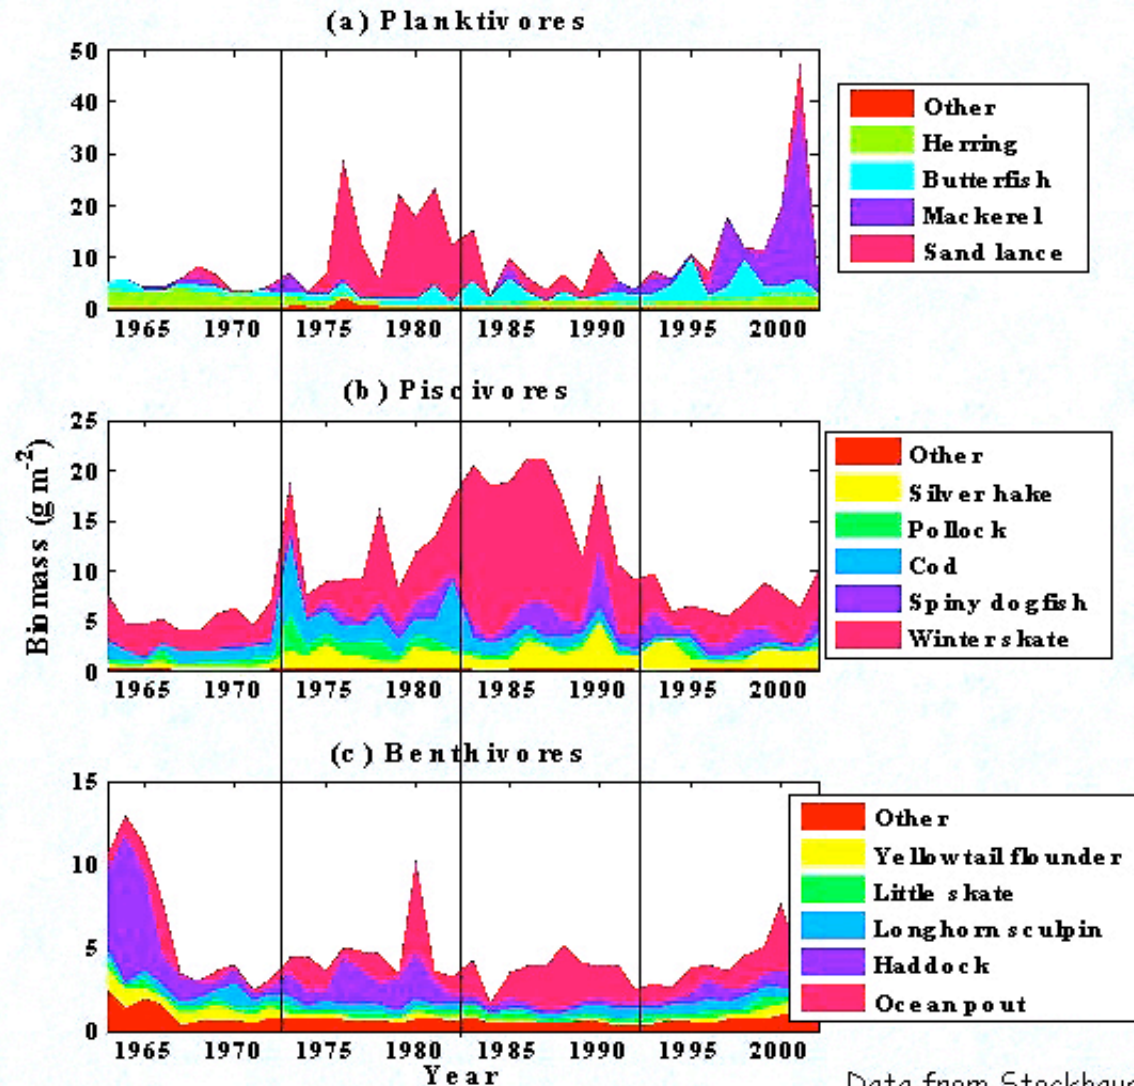 (a) Planktivores
50
40
30
20
10
0
1965 1970 1975 1980 1985 1990 1995 2000
Other
Herring
Butterfish
Mackerel
Sand lance
(b) Piscivores
Biomass (g m⁻²)
25
20
15
10
5
0
1965 1970 1975 1980 1985 1990 1995 2000
Other
Silver hake
Pollock
Cod
Spiny dogfish
Winter skate
(c) Benthivores
15
10
5
0
1965 1970 1975 1980 1985 1990 1995 2000
Year
Other
Yellowtail flounder
Little skate
Longhorn sculpin
Haddock
Ocean pout
Data from